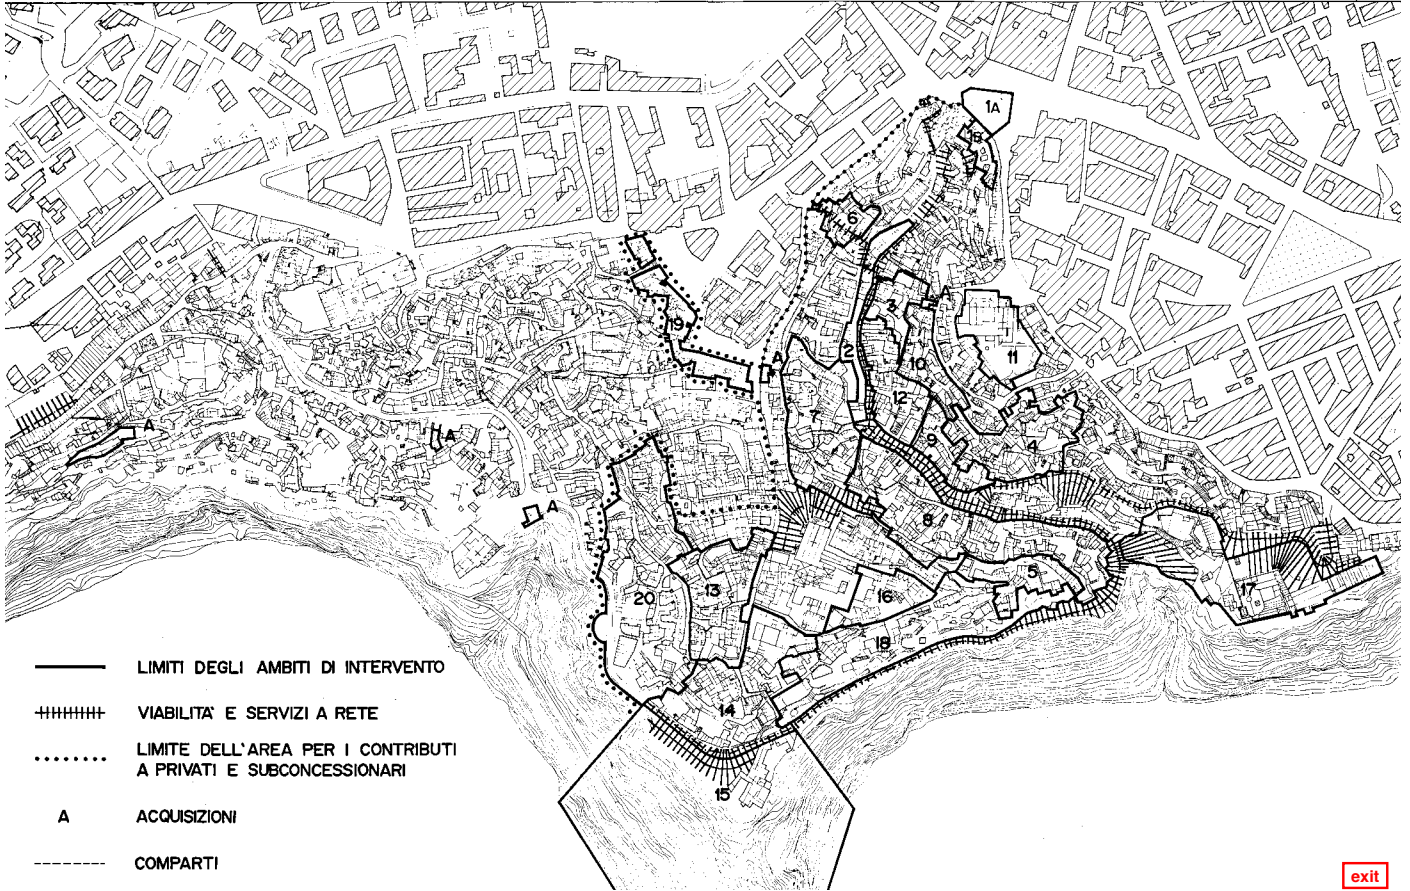 1A
1B
6
3
A
19
11
2
A
10
12
7
A
A
9
4
A
8
5
16
17
13
20
18
14
15
LIMITI DEGLI AMBITI DI INTERVENTO
VIABILITA' E SERVIZI A RETE
LIMITE DELL'AREA PER I CONTRIBUTI
A PRIVATI E SUBCONCESSIONARI
A ACQUISIZIONI
COMPARTI
exit